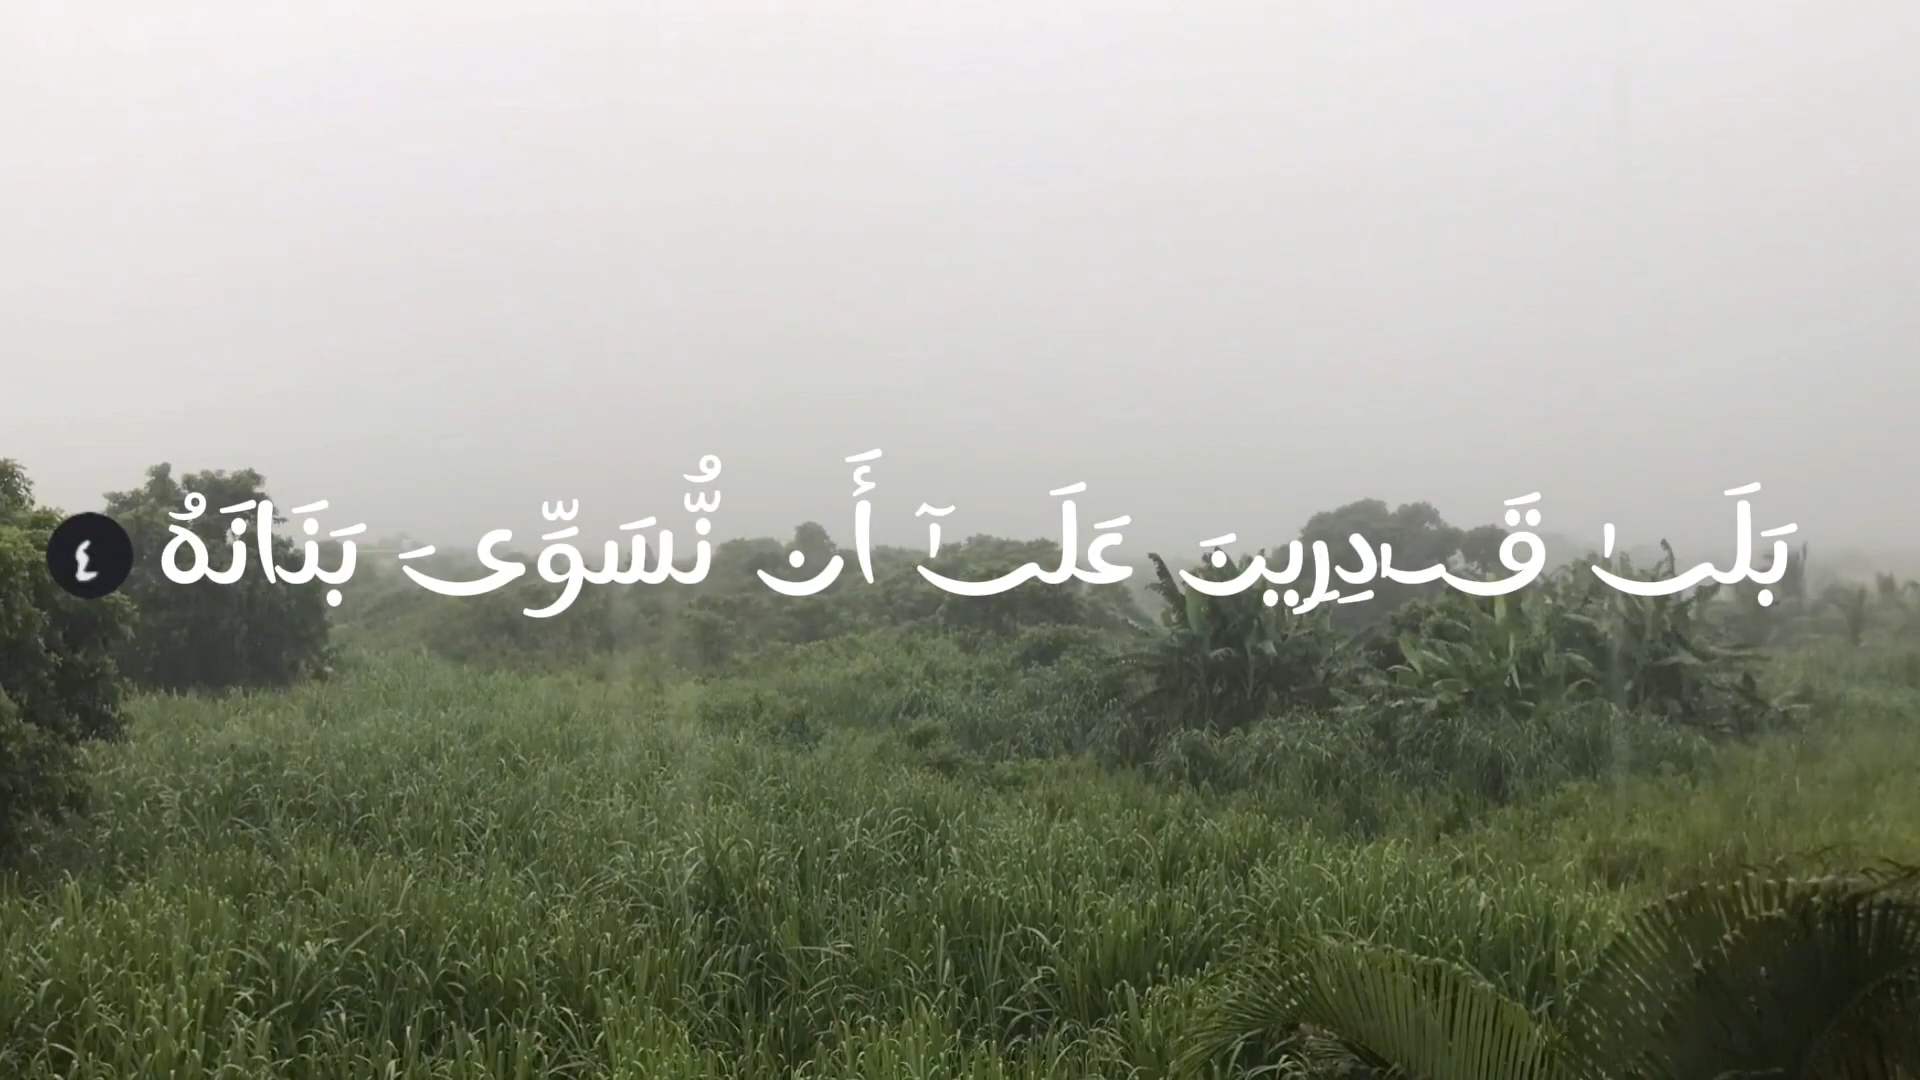 بَلَىٰ قَـٰدِرِينَ عَلَىٰٓ أَن نُّسَوِّىَ بَنَانَهُ ٤